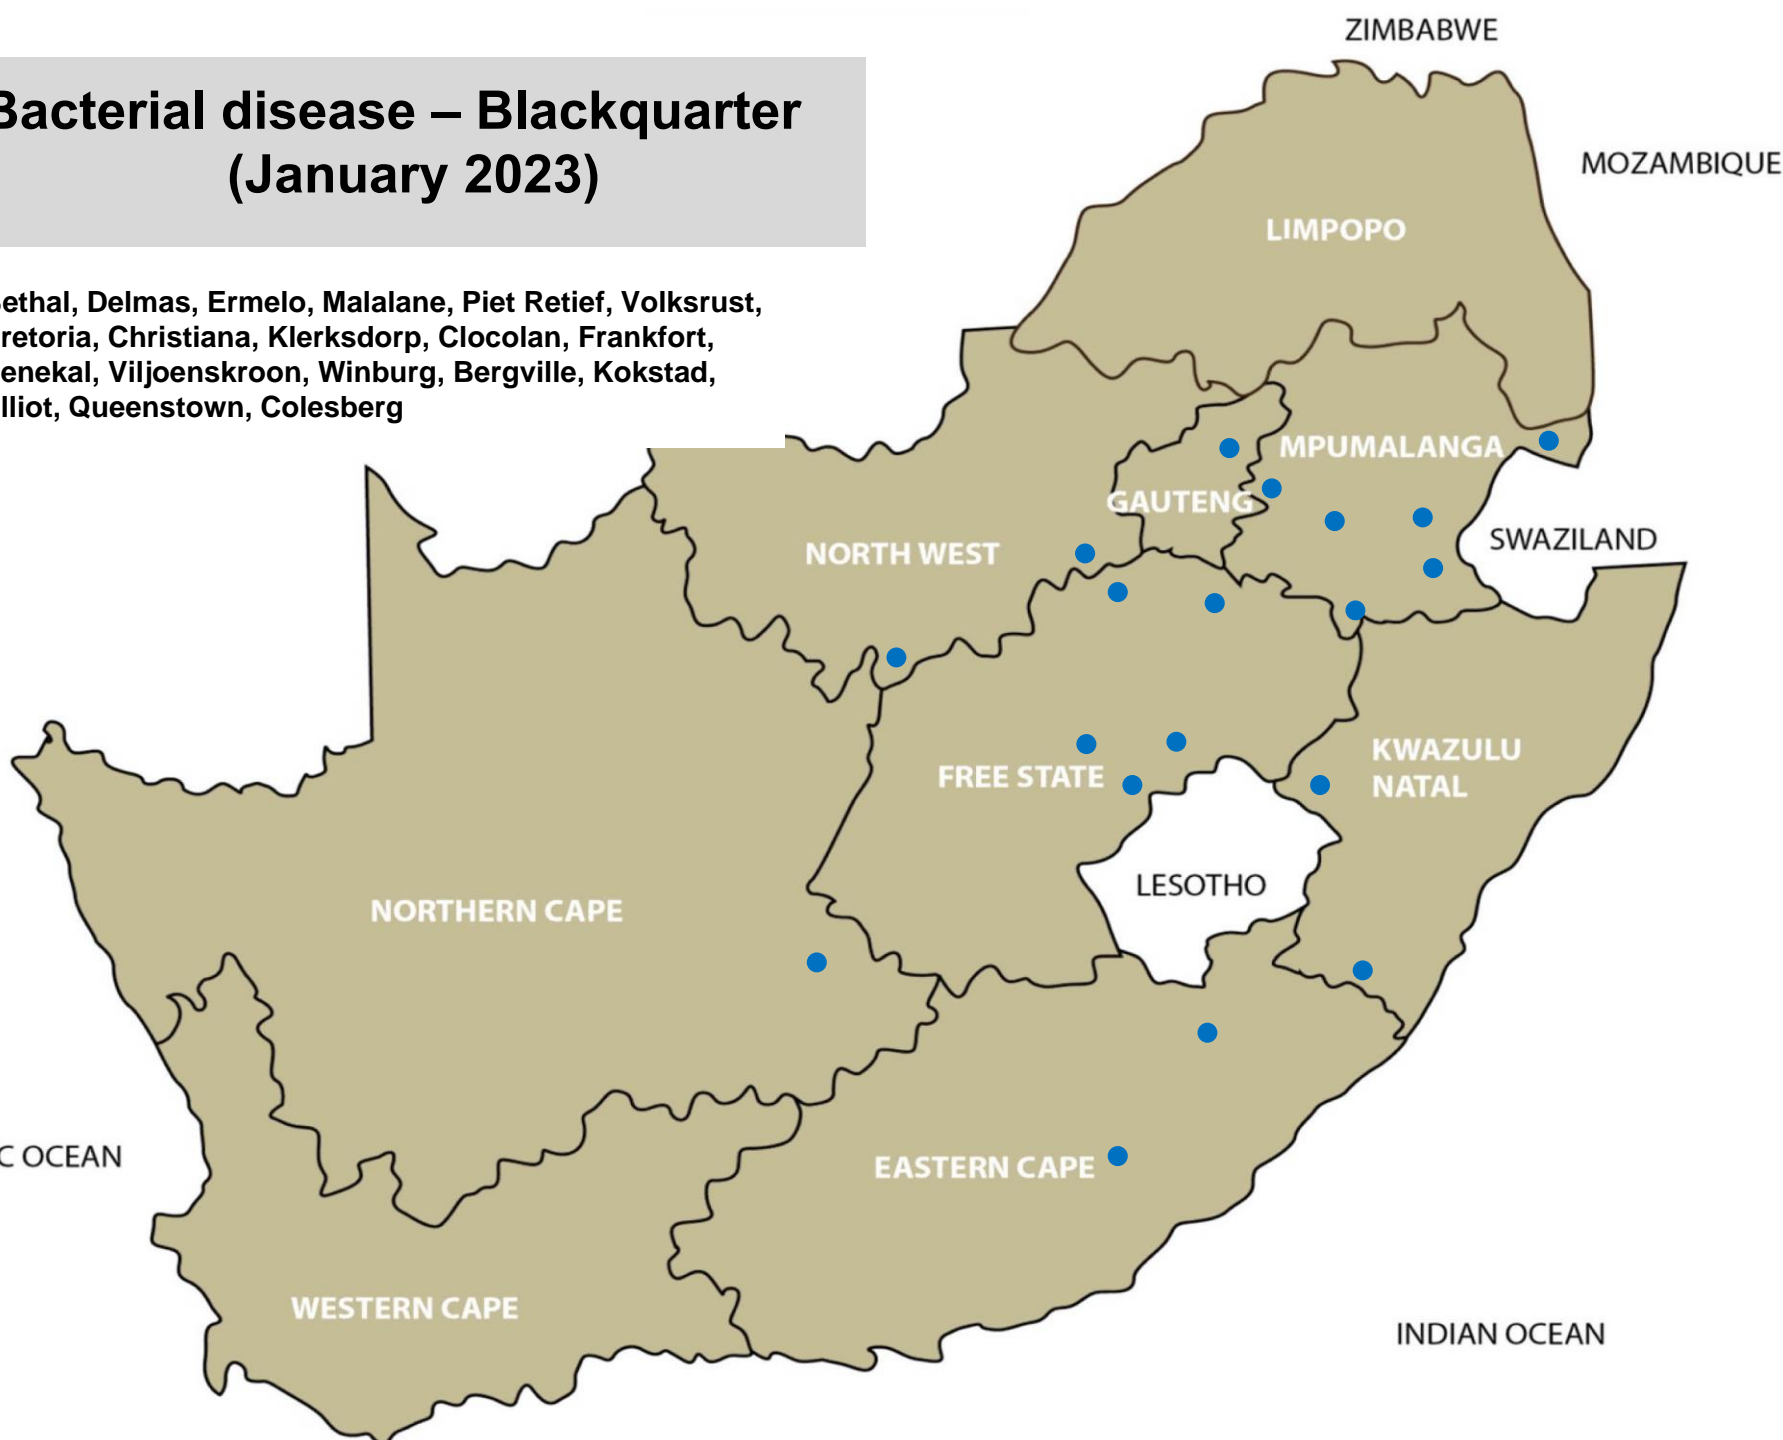 Bacterial disease – Blackquarter
(January 2023)
Bethal, Delmas, Ermelo, Malalane, Piet Retief, Volksrust,
retoria, Christiana, Klerksdorp, Clocolan, Frankfort,
enekal, Viljoenskroon, Winburg, Bergville, Kokstad,
lliot, Queenstown, Colesberg
ZIMBABWE
MOZAMBIQUE
LIMPOPO
MPUMALANGA
GAUTENG
SWAZILAND
NORTH WEST
KWAZULU
NATAL
FREE STATE
LESOTHO
NORTHERN CAPE
C OCEAN
EASTERN CAPE
WESTERN CAPE
INDIAN OCEAN